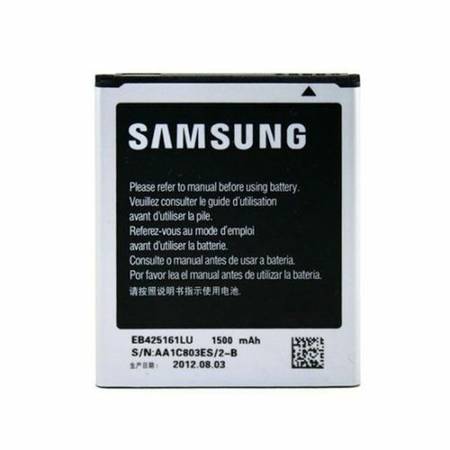 SAMSUNG
Please refer to manual before using battery.
Veuillez consulter le guide d'utilisation
avant d'utiliser la pile.
Referez-vous au mode d'emploi
avant d'utiliser la batterie.
Consulte o manual antes de usar a bateria.
Por favor lea el manual antes de utilizar la bateria.
请按照说明书指示使用电池.
EB425161LU 1500 mAh
S/N:AA1C803ES/2-B
生产日期: 2012.08.03